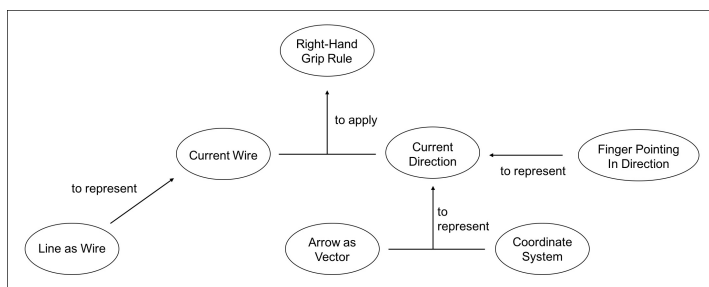 Right-Hand
Grip Rule
to apply
Current Wire
Current
Direction
Finger Pointing
In Direction
to represent
to represent
to
represent
Line as Wire
Arrow as
Vector
Coordinate
System